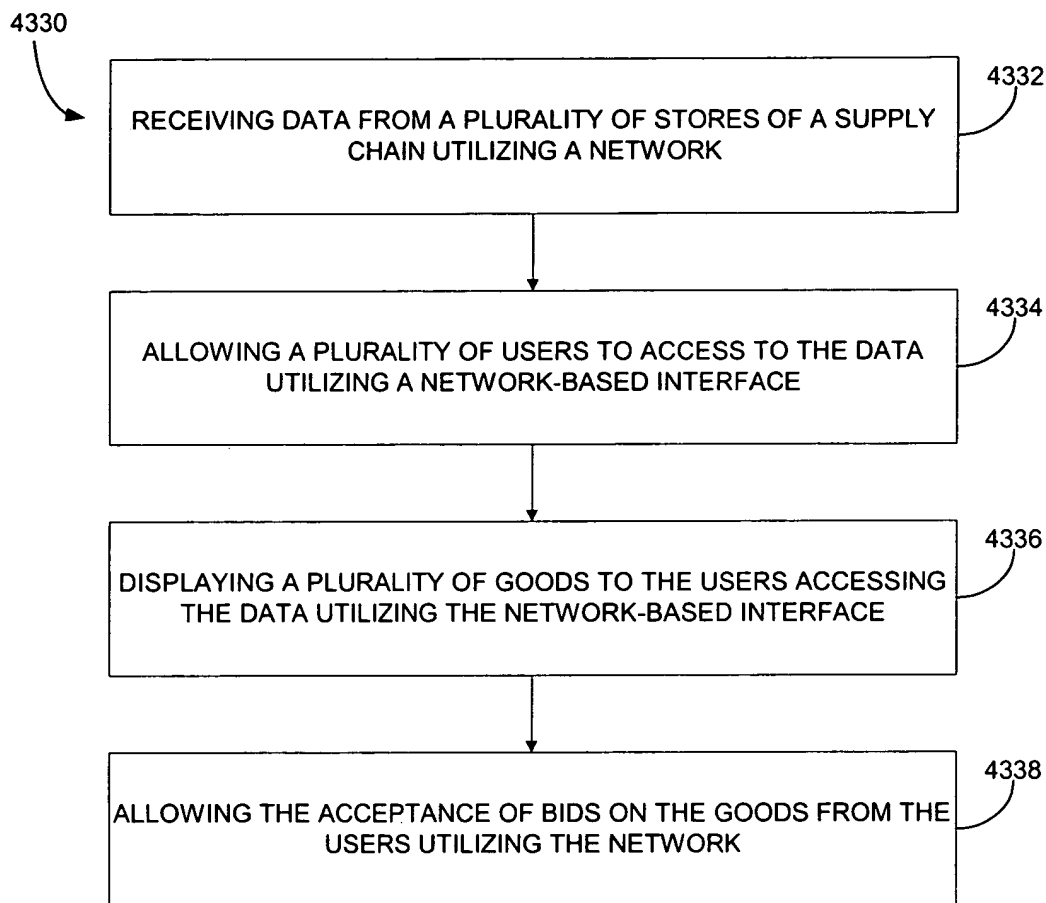 4330
4332
RECEIVING DATA FROM A PLURALITY OF STORES OF A SUPPLY
CHAIN UTILIZING A NETWORK
4334
ALLOWING A PLURALITY OF USERS TO ACCESS TO THE DATA
UTILIZING A NETWORK-BASED INTERFACE
4336
DISPLAYING A PLURALITY OF GOODS TO THE USERS ACCESSING
THE DATA UTILIZING THE NETWORK-BASED INTERFACE
4338
ALLOWING THE ACCEPTANCE OF BIDS ON THE GOODS FROM THE
USERS UTILIZING THE NETWORK